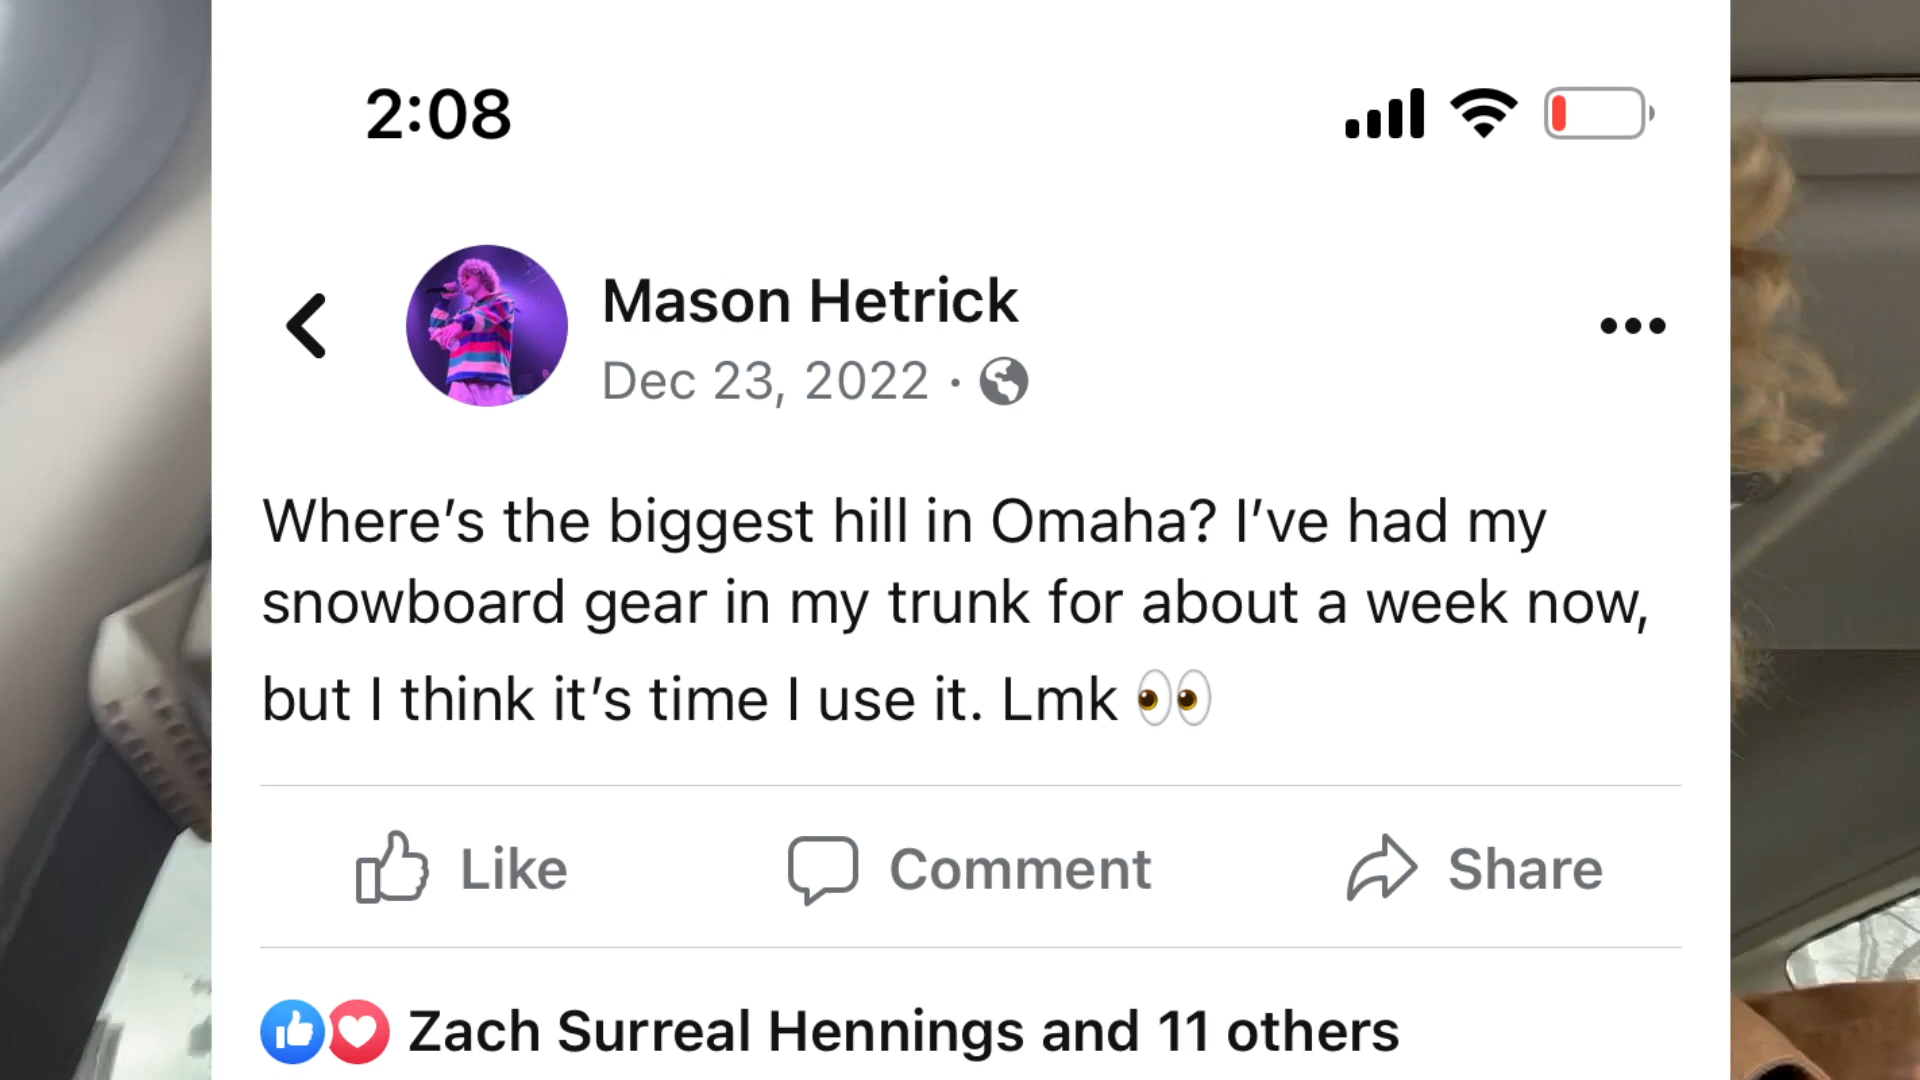 2:08
Mason Hetrick
Dec 23, 2022 ·
Where’s the biggest hill in Omaha? I’ve had my
snowboard gear in my trunk for about a week now,
but I think it’s time I use it. Lmk 👀
Like
Comment
Share
Zach Surreal Hennings and 11 others